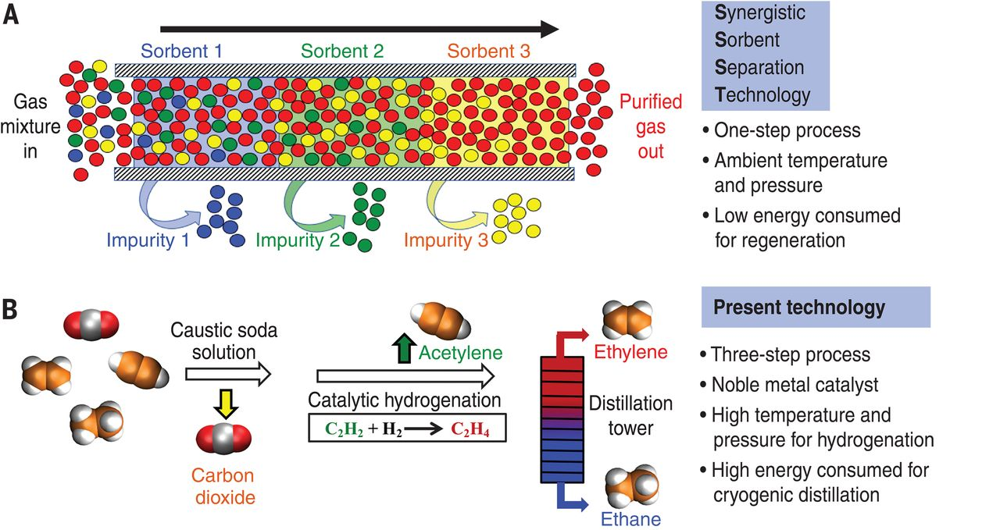 A
Sorbent 1
Sorbent 2
Sorbent 3
Gas
mixture
in
Purified
gas
out
Impurity 1
Impurity 2
Impurity 3
Synergistic
Sorbent
Separation
Technology
• One-step process
• Ambient temperature
and pressure
• Low energy consumed
for regeneration
B
Caustic soda
solution
Carbon
dioxide
Acetylene
Catalytic hydrogenation
C₂H₂ + H₂ → C₂H₄
Ethylene
Distillation
tower
Ethane
Present technology
• Three-step process
• Noble metal catalyst
• High temperature and
pressure for hydrogenation
• High energy consumed for
cryogenic distillation